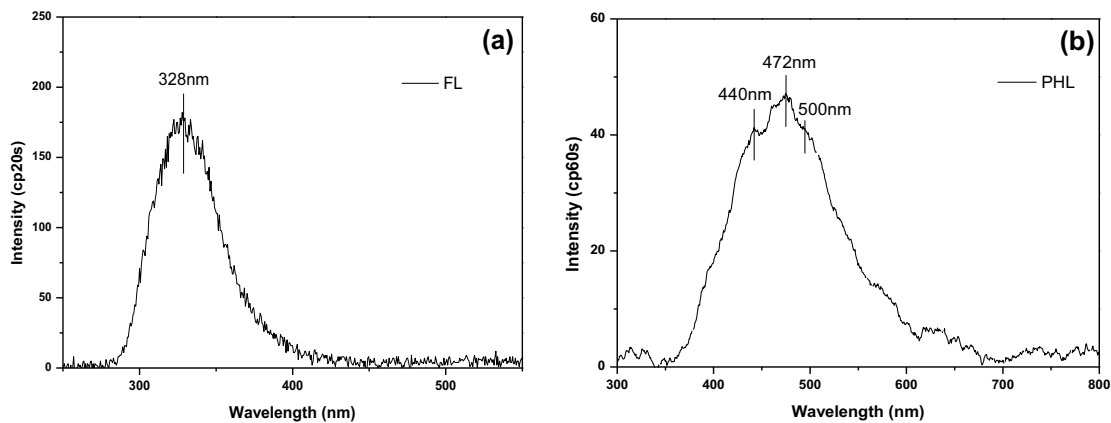 (a)
250
200
150
100
50
0
328nm
FL
Intensity (cp20s)
300
400
500
Wavelength (nm)
(b)
60
40
20
0
472nm
440nm
500nm
PHL
Intensity (cp60s)
300
400
500
600
700
800
Wavelength (nm)